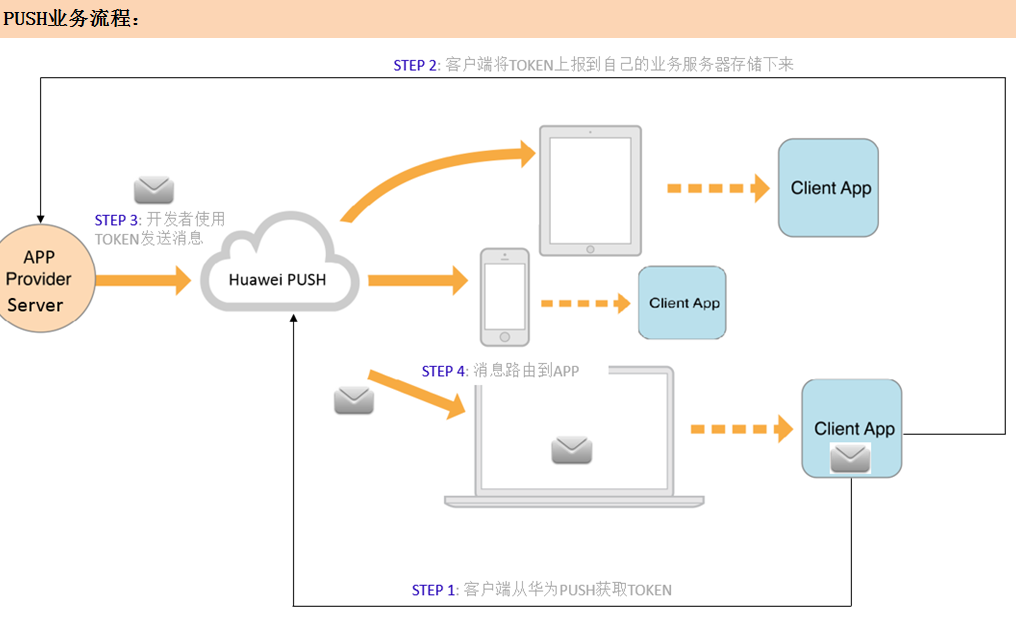 PUSH业务流程：
STEP 2: 客户端将TOKEN上报到自己的业务服务器存储下来
Client App
STEP 3: 开发者使用
TOKEN发送消息
APP
Provider
Server
Huawei PUSH
Client App
STEP 4: 消息路由到APP
Client App
STEP 1: 客户端从华为PUSH获取TOKEN